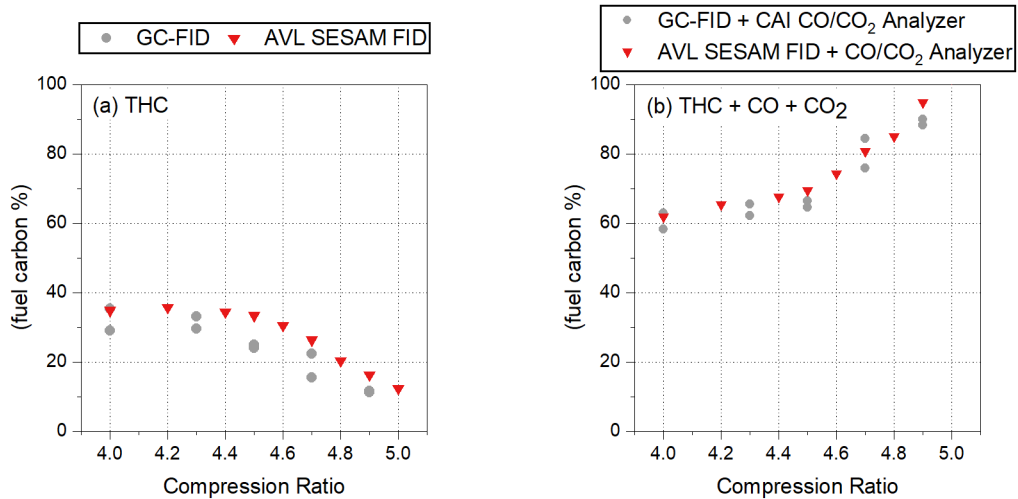 GC-FID AVL SESAM FID
(a) THC
(fuel carbon %)
100
80
60
40
20
0
4.0 4.2 4.4 4.6 4.8 5.0
Compression Ratio
GC-FID + CAI CO/CO₂ Analyzer
AVL SESAM FID + CO/CO₂ Analyzer
(b) THC + CO + CO₂
(fuel carbon %)
100
80
60
40
20
0
4.0 4.2 4.4 4.6 4.8 5.0
Compression Ratio